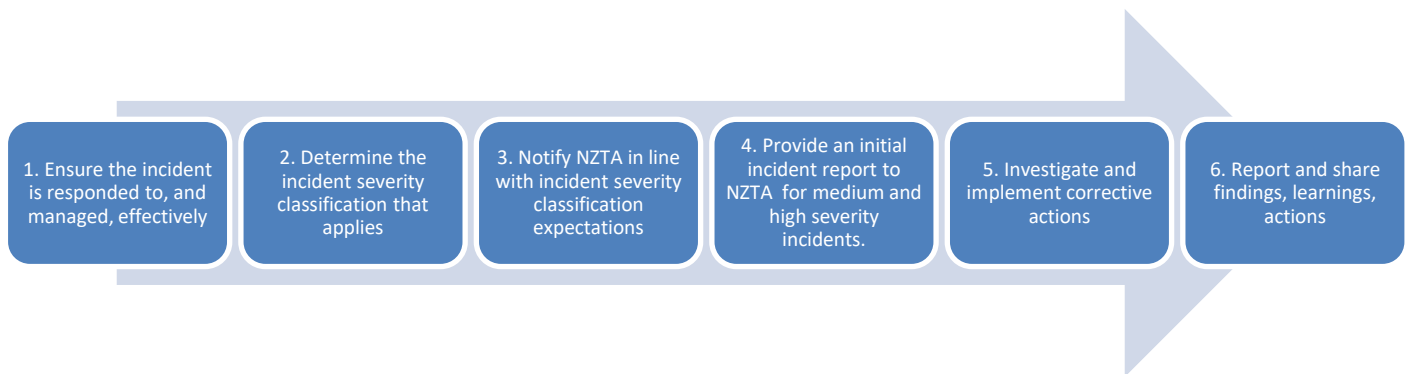 1. Ensure the incident
is responded to, and
managed, effectively
2. Determine the
incident severity
classification that
applies
3. Notify NZTA in line
with incident severity
classification
expectations
4. Provide an initial
incident report to
NZTA for medium and
high severity
incidents.
5. Investigate and
implement corrective
actions
6. Report and share
findings, learnings,
actions